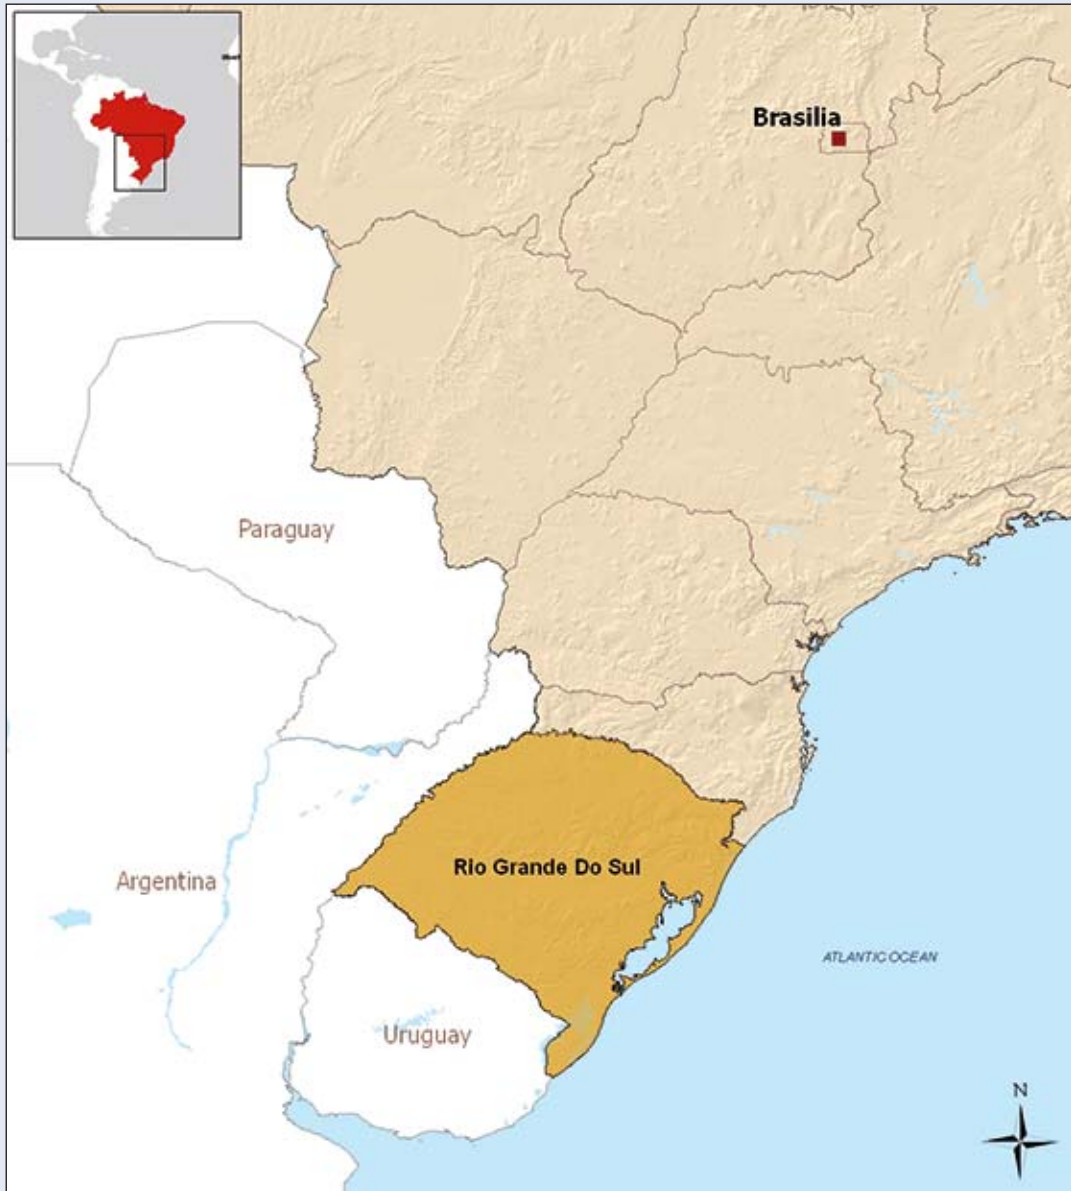 Brasilia
Paraguay
Rio Grande Do Sul
Argentina
ATLANTIC OCEAN
Uruguay
N